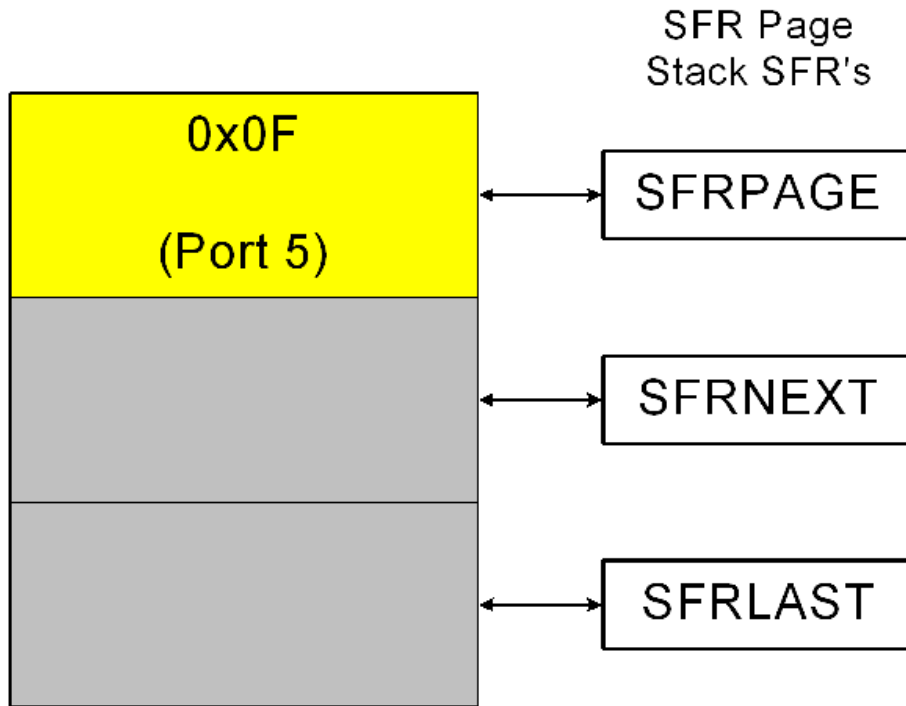 SFR Page
Stack SFR's
0x0F
(Port 5)
SFRPAGE
SFRNEXT
SFRLAST